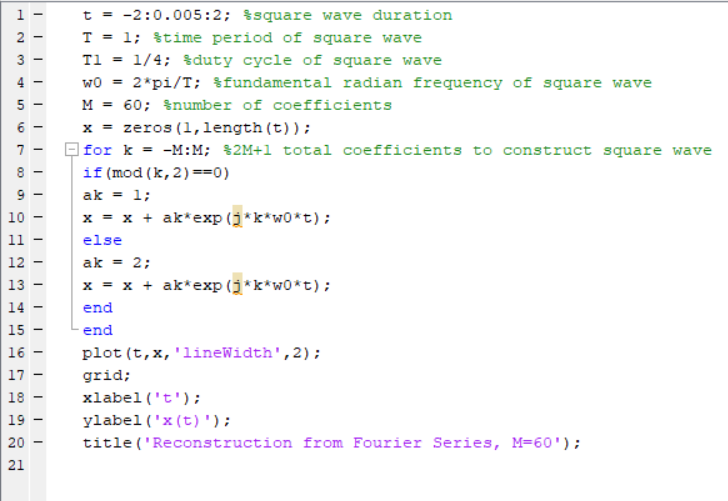 1 - t = -2:0.005:2; %square wave duration
2 - T = 1; %time period of square wave
3 - T1 = 1/4; %duty cycle of square wave
4 - w0 = 2*pi/T; %fundamental radian frequency of square wave
5 - M = 60; %number of coefficients
6 - x = zeros(1,length(t));
7 - for k = -M:M; %2M+1 total coefficients to construct square wave
8 - if(mod(k,2)==0)
9 - ak = 1;
10 - x = x + ak*exp(j*k*w0*t);
11 - else
12 - ak = 2;
13 - x = x + ak*exp(j*k*w0*t);
14 - end
15 - end
16 - plot(t,x,'lineWidth',2);
17 - grid;
18 - xlabel('t');
19 - ylabel('x(t)');
20 - title('Reconstruction from Fourier Series, M=60');
21